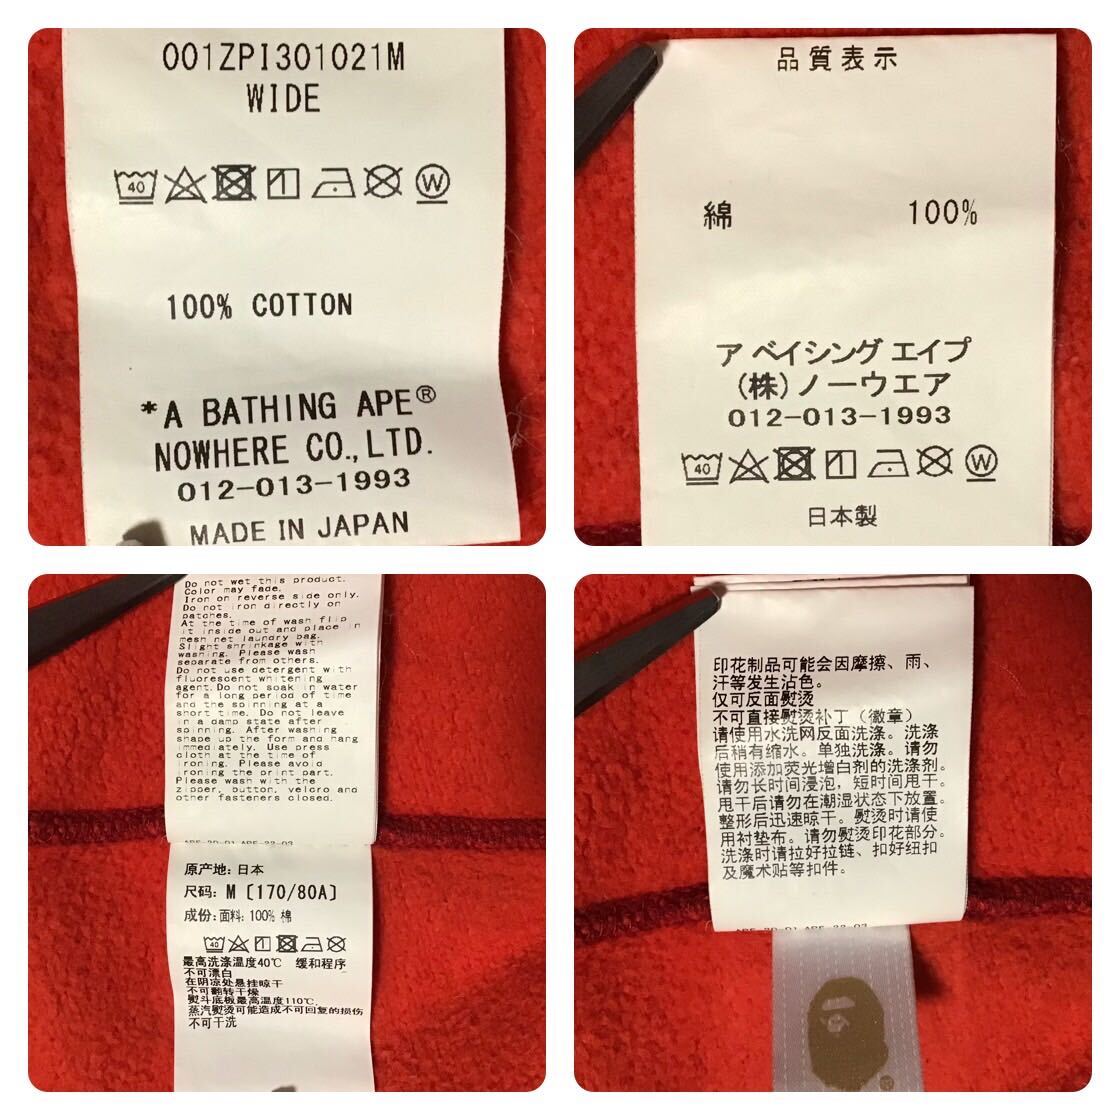 001ZPI301021M
WIDE
40
W
100% COTTON
*A BATHING APE®
NOWHERE CO.,LTD.
012-013-1993
MADE IN JAPAN
品質表示
綿 100%
ア ベイシング エイプ
(株)ノーウエア
012-013-1993
40
W
日本製
Do not wet this product.
Color may fade.
Iron on reverse side only.
Do not iron directly on
patches.
At the time of wash flip
it inside out and place in
mesh net laundry bag.
Slight shrinkage with
washing. Please wash
separate from others.
Do not use detergent with
fluorescent whitening
agent. Do not soak in water
for a long period of time
and the spinning at a
short time. Do not leave
in a damp state after
spinning. After washing
shape up the form and hang
immediately. Use press
cloth at the time of
ironing. Please avoid
ironing the print part.
Please wash with the
zipper, button, velcro and
other fasteners closed.
原产地: 日本
尺码: M [170/80A]
成份: 面料: 100% 棉
40
最高洗涤温度40℃ 缓和程序
不可漂白
在阴凉处悬挂晾干
不可翻转干燥
熨斗底板最高温度110℃.
蒸汽熨烫可能造成不可回复的损伤
不可干洗
印花制品可能会因摩擦、雨、
汗等发生沾色。
仅可反面熨烫
不可直接熨烫补丁（徽章）
请使用水洗网反面洗涤。洗涤
后稍有缩水。单独洗涤。请勿
使用添加荧光增白剂的洗涤剂。
请勿长时间浸泡，短时间甩干。
甩干后请勿在潮湿状态下放置。
整形后迅速晾干。熨烫时请使
用衬垫布。请勿熨烫印花部分。
洗涤时请拉好拉链、扣好纽扣
及魔术贴等扣件。
®